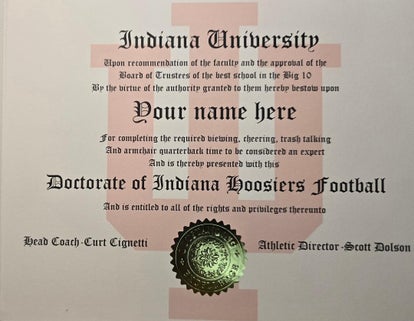 Indiana University
Upon recommendation of the faculty and the approval of the
Board of Trustees of the best school in the Big 10
By the virtue of the authority granted to them hereby bestow upon
Your name here
For completing the required viewing, cheering, trash talking
And armchair quarterback time to be considered an expert
And is thereby presented with this
Doctorate of Indiana Hoosiers Football
And is entitled to all of the rights and privileges thereunto
Head Coach-Curt Cignetti
Athletic Director-Scott Dolson